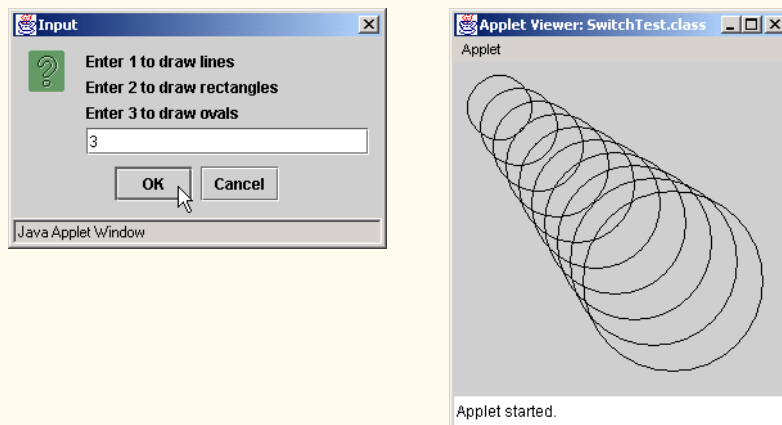 Input
Enter 1 to draw lines
Enter 2 to draw rectangles
Enter 3 to draw ovals
3
OK Cancel
Java Applet Window
Applet Viewer: SwitchTest.class
Applet
Applet started.